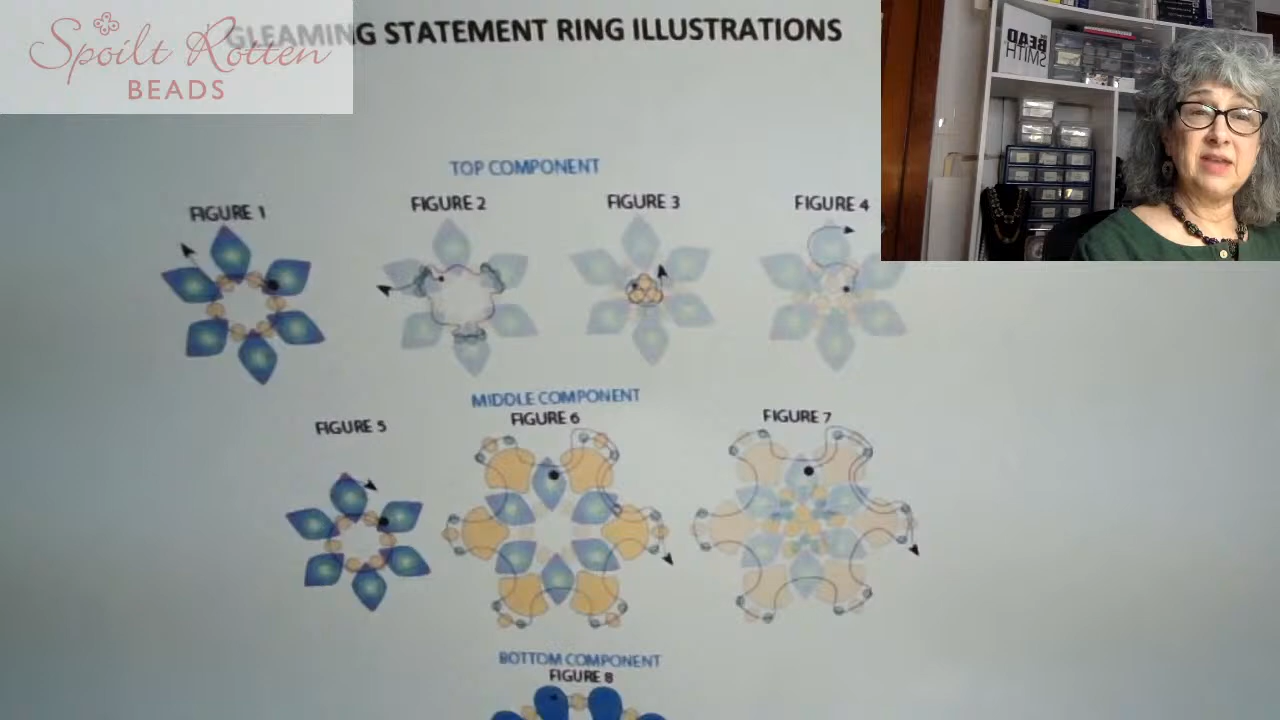 Spoilt Rotten
BEADS
GLEAMING STATEMENT RING ILLUSTRATIONS
BEAD
SMITH
TOP COMPONENT
FIGURE 1
FIGURE 2
FIGURE 3
FIGURE 4
MIDDLE COMPONENT
FIGURE 5
FIGURE 6
FIGURE 7
BOTTOM COMPONENT
FIGURE 8